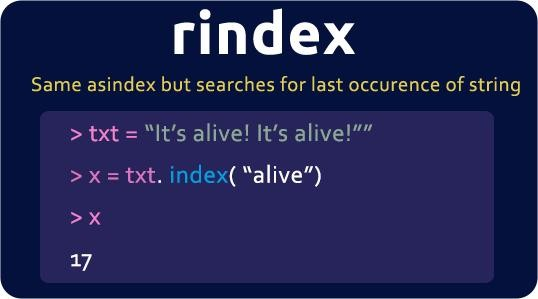 rindex
Same asindex but searches for last occurence of string
> txt = “It’s alive! It’s alive!””
> x = txt. index( “alive”)
> x
17